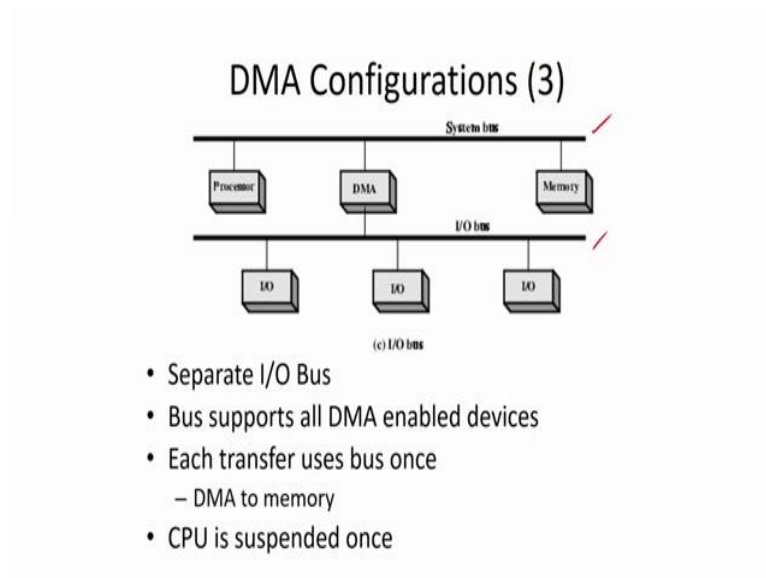 DMA Configurations (3)
System bus
Processor
DMA
Memory
I/O bus
I/O
I/O
I/O
(c) I/O bus
• Separate I/O Bus
• Bus supports all DMA enabled devices
• Each transfer uses bus once
– DMA to memory
• CPU is suspended once